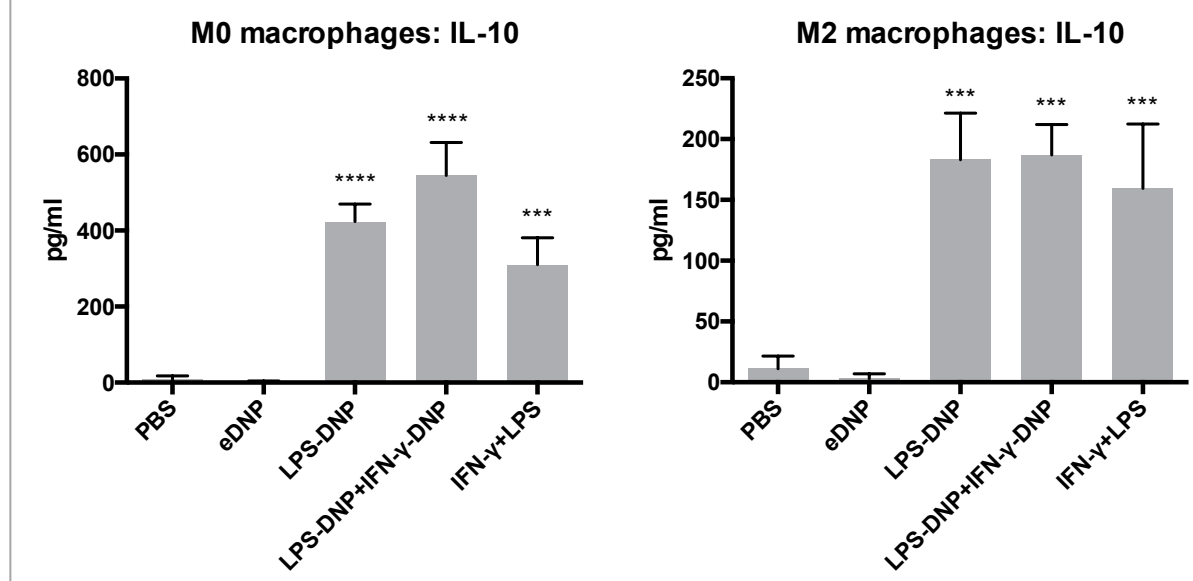 M0 macrophages: IL-10
800
600
400
200
0
pg/ml
****
****
***
PBS
eDNP
LPS-DNP
LPS-DNP+IFN-γ-DNP
IFN-γ+LPS
M2 macrophages: IL-10
250
200
150
100
50
0
pg/ml
***
***
***
PBS
eDNP
LPS-DNP
LPS-DNP+IFN-γ-DNP
IFN-γ+LPS